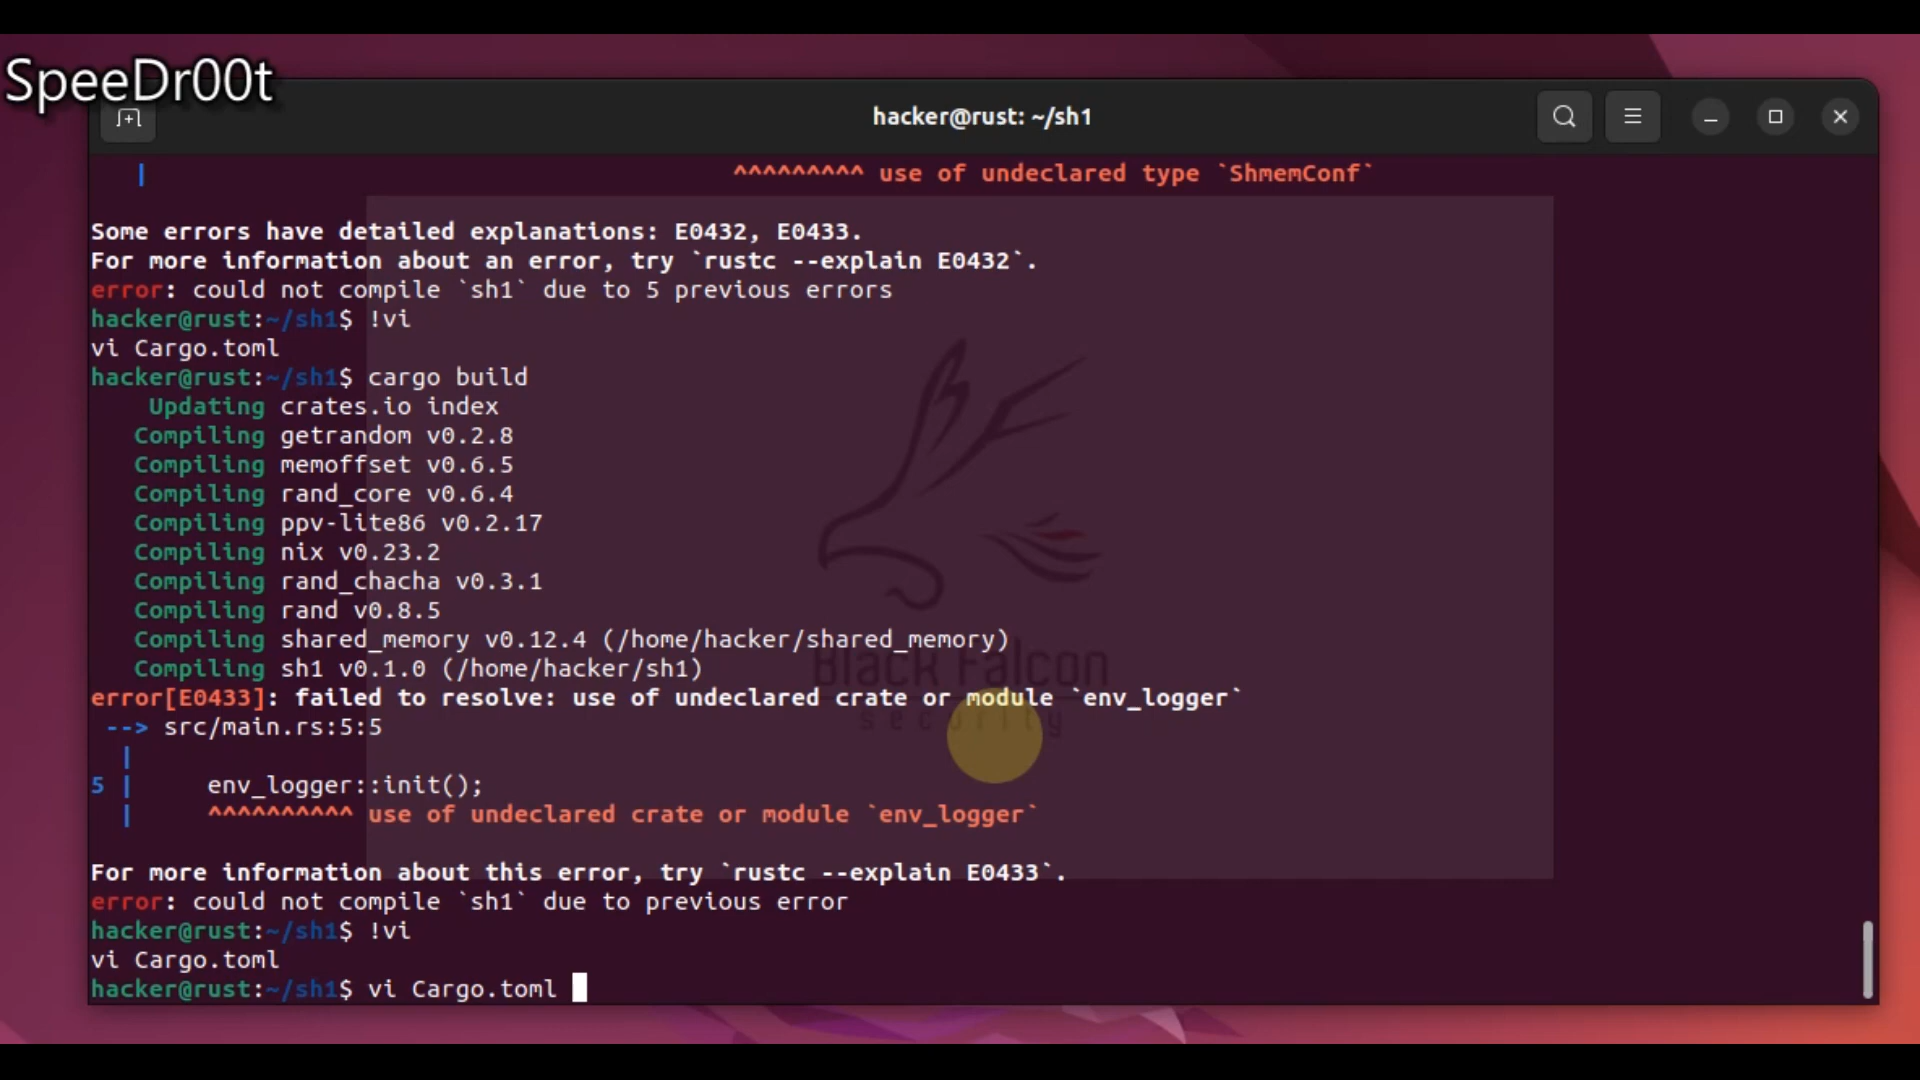 SpeeDr00t
hacker@rust: ~/sh1
| ^^^^^^^^^ use of undeclared type `ShmemConf`
Some errors have detailed explanations: E0432, E0433.
For more information about an error, try `rustc --explain E0432`.
error: could not compile `sh1` due to 5 previous errors
hacker@rust:~/sh1$ !vi
vi Cargo.toml
hacker@rust:~/sh1$ cargo build
Updating crates.io index
Compiling getrandom v0.2.8
Compiling memoffset v0.6.5
Compiling rand_core v0.6.4
Compiling ppv-lite86 v0.2.17
Compiling nix v0.23.2
Compiling rand_chacha v0.3.1
Compiling rand v0.8.5
Compiling shared_memory v0.12.4 (/home/hacker/shared_memory)
Compiling sh1 v0.1.0 (/home/hacker/sh1)
Black Falcon
error[E0433]: failed to resolve: use of undeclared crate or module `env_logger`
security
--> src/main.rs:5:5
|
5 | env_logger::init();
| ^^^^^^^^^^ use of undeclared crate or module `env_logger`
For more information about this error, try `rustc --explain E0433`.
error: could not compile `sh1` due to previous error
hacker@rust:~/sh1$ !vi
vi Cargo.toml
hacker@rust:~/sh1$ vi Cargo.toml